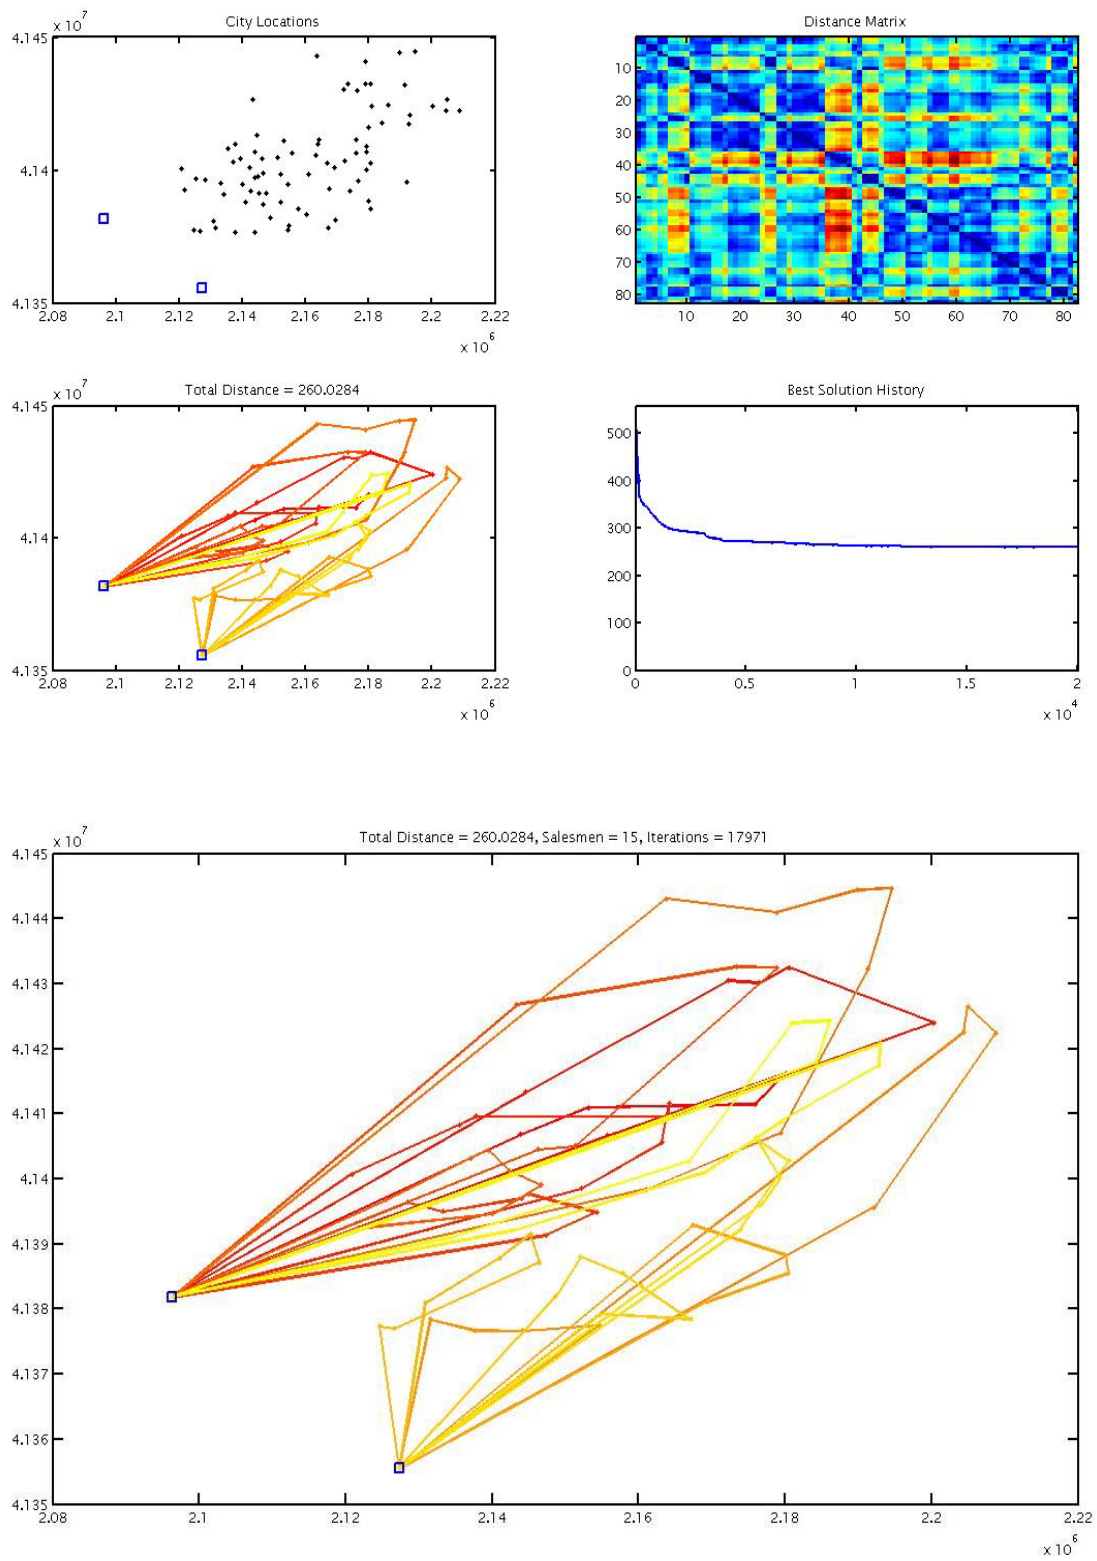 City Locations
Distance Matrix
x 10^7
4.145
4.14
4.135
2.08 2.1 2.12 2.14 2.16 2.18 2.2 2.22
x 10^6
10
20
30
40
50
60
70
80
10 20 30 40 50 60 70 80
Total Distance = 260.0284
Best Solution History
x 10^7
4.145
4.14
4.135
2.08 2.1 2.12 2.14 2.16 2.18 2.2 2.22
x 10^6
500
400
300
200
100
0
0 0.5 1 1.5 2
x 10^4
Total Distance = 260.0284, Salesmen = 15, Iterations = 17971
x 10^7
4.145
4.144
4.143
4.142
4.141
4.14
4.139
4.138
4.137
4.136
4.135
2.08 2.1 2.12 2.14 2.16 2.18 2.2 2.22
x 10^6